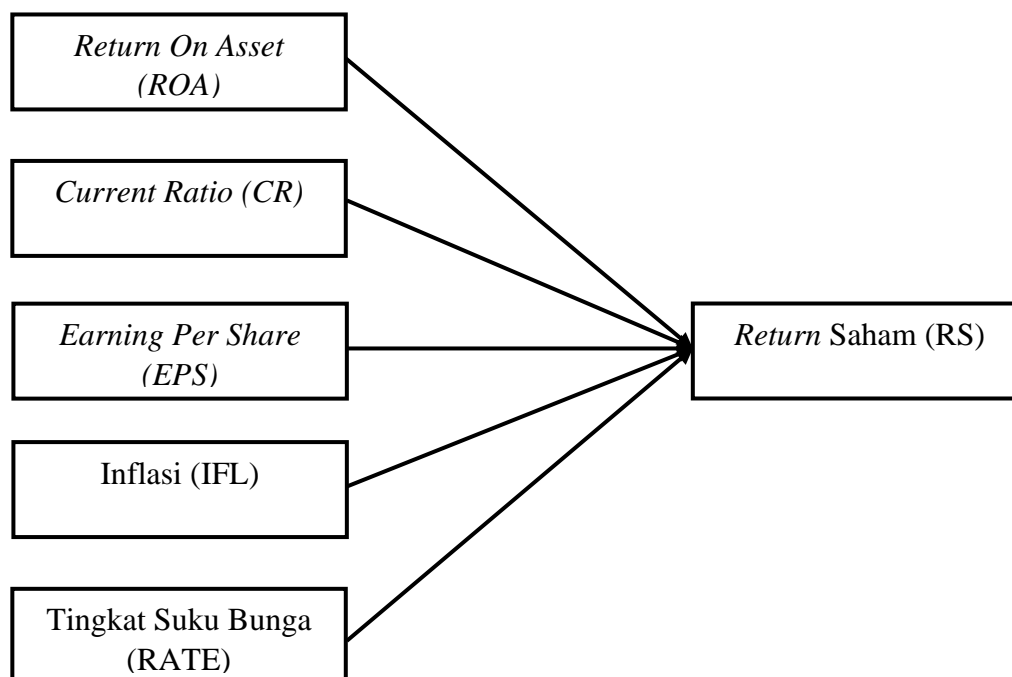 Return On Asset
(ROA)
Current Ratio (CR)
Earning Per Share
(EPS)
Inflasi (IFL)
Tingkat Suku Bunga
(RATE)
Return Saham (RS)